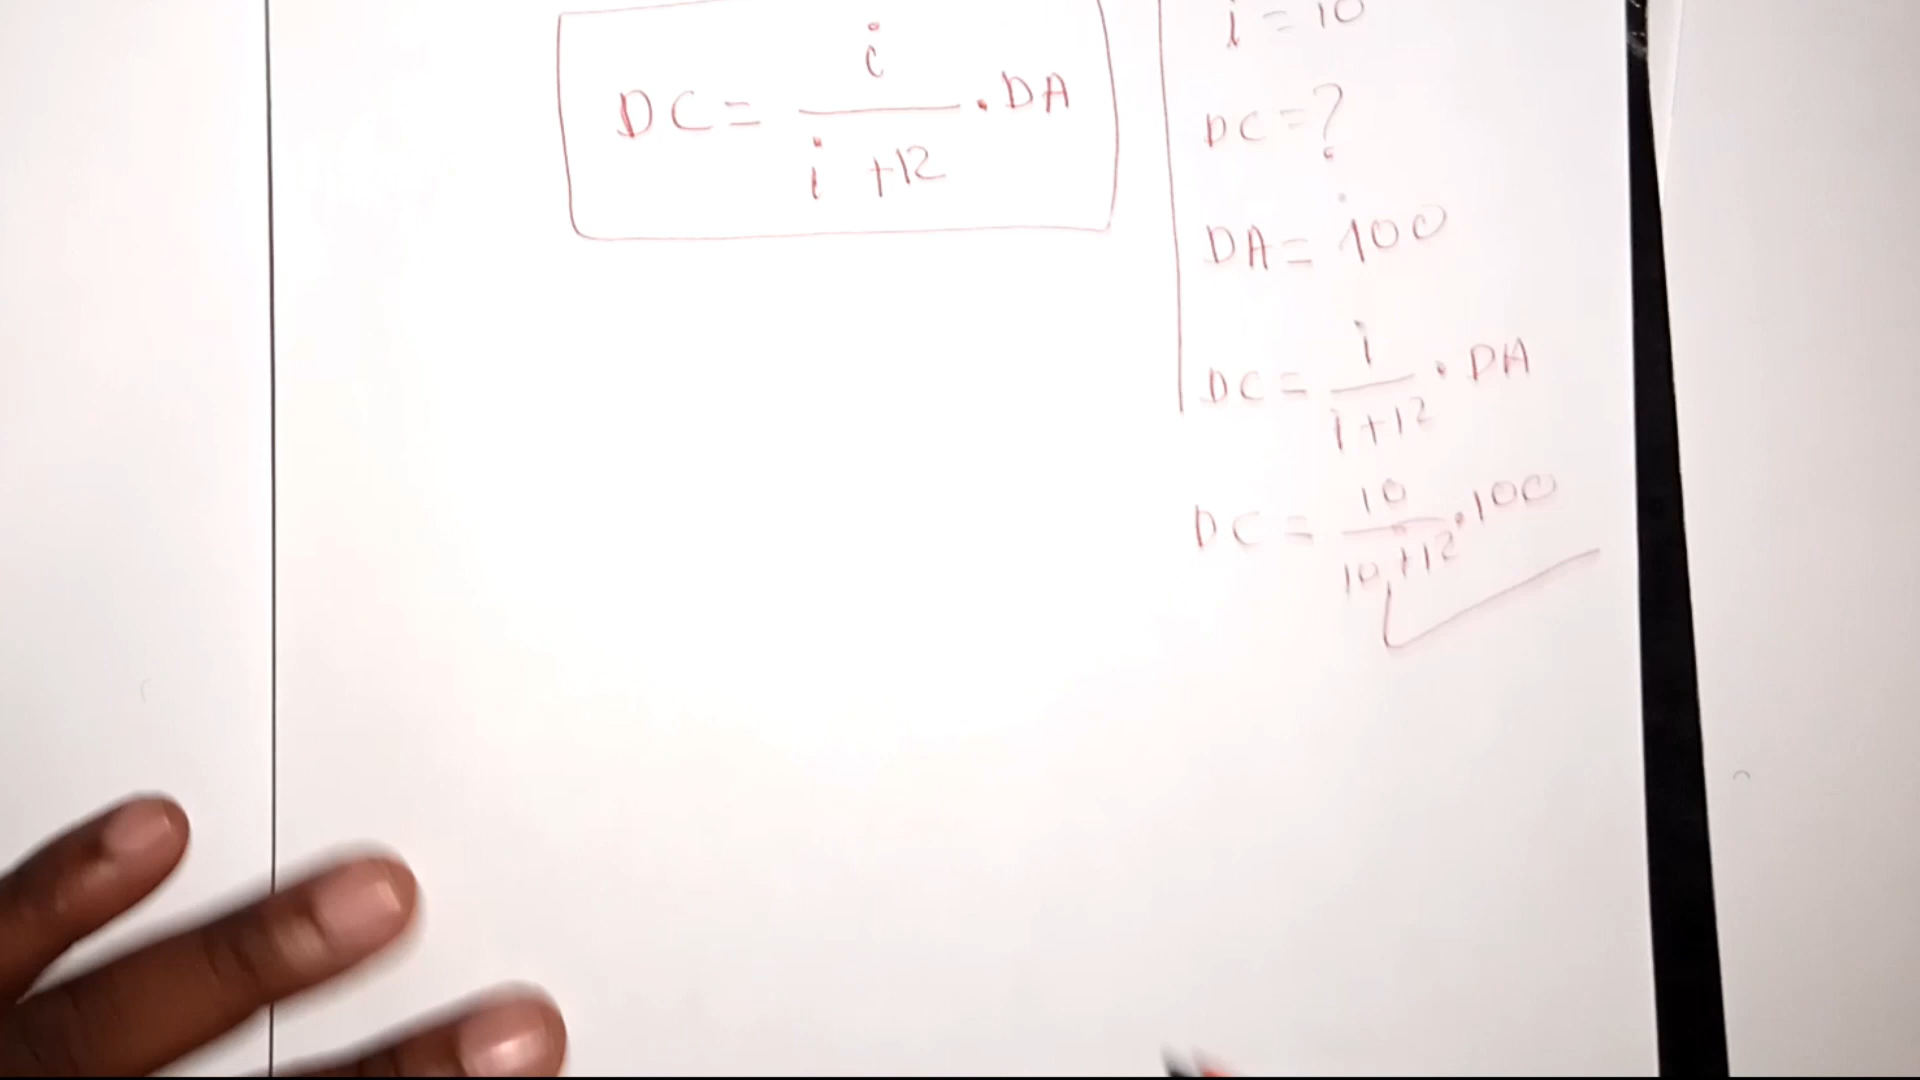 DC = i / i +12 . DA
i = 10
DC = ?
DA = 100
DC = i / i+12 . DA
DC = 10 / 10+12 . 100